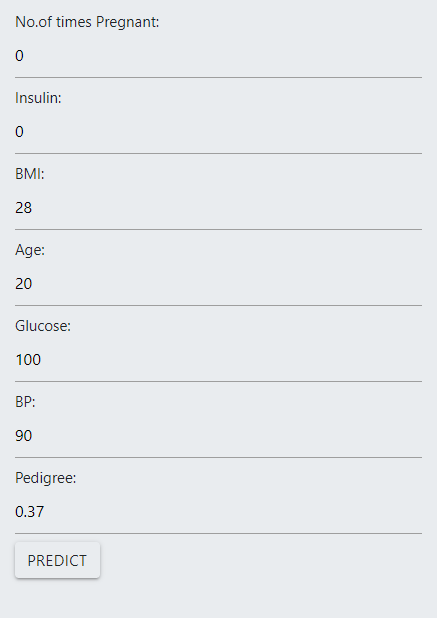 No.of times Pregnant:
0
Insulin:
0
BMI:
28
Age:
20
Glucose:
100
BP:
90
Pedigree:
0.37
PREDICT